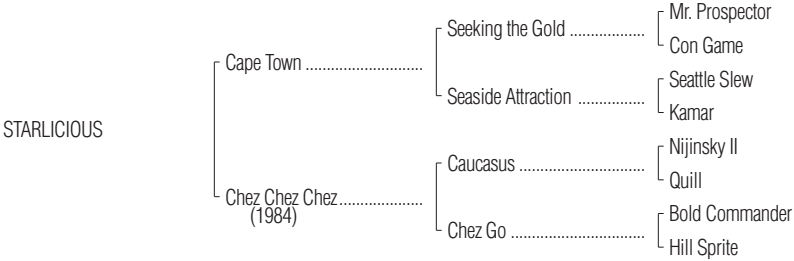 Mr. Prospector
Seeking the Gold ..................
Con Game
Cape Town ...........................
Seattle Slew
Seaside Attraction ................
Kamar
STARLICIOUS
Nijinsky II
Caucasus ..............................
Quill
Chez Chez Chez....................
(1984)
Bold Commander
Chez Go ................................
Hill Sprite